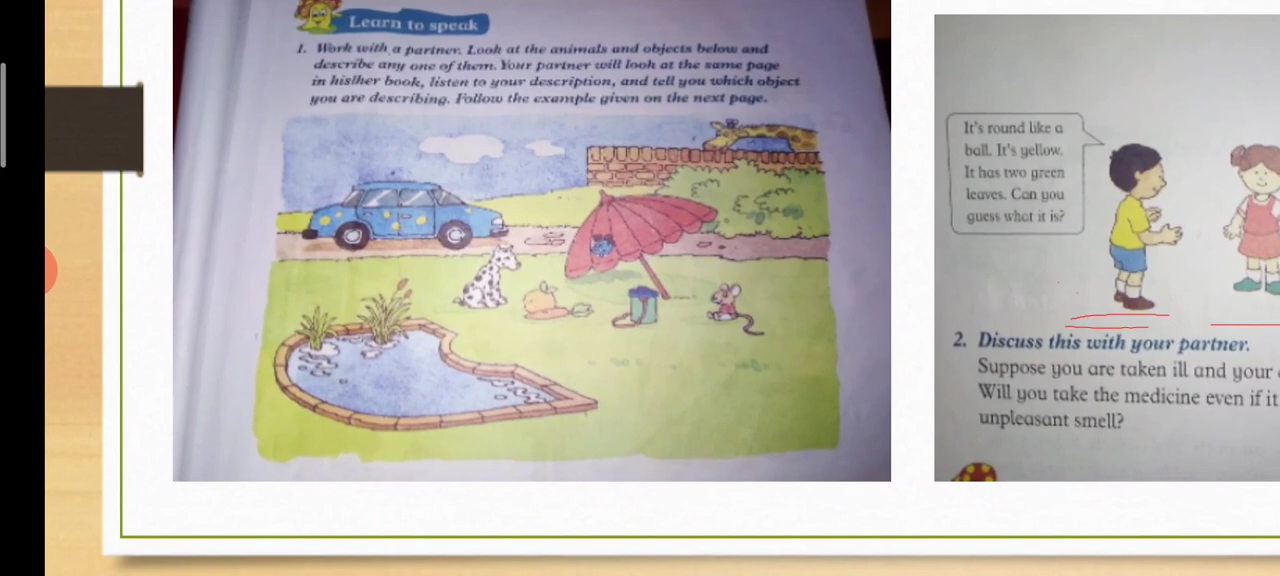 Learn to speak
1. Work with a partner. Look at the animals and objects below and
describe any one of them. Your partner will look at the same page
in his/her book, listen to your description, and tell you which object
you are describing. Follow the example given on the next page.
It's round like a
ball. It's yellow.
It has two green
leaves. Can you
guess what it is?
2. Discuss this with your partner.
Suppose you are taken ill and your
Will you take the medicine even if it
unpleasant smell?